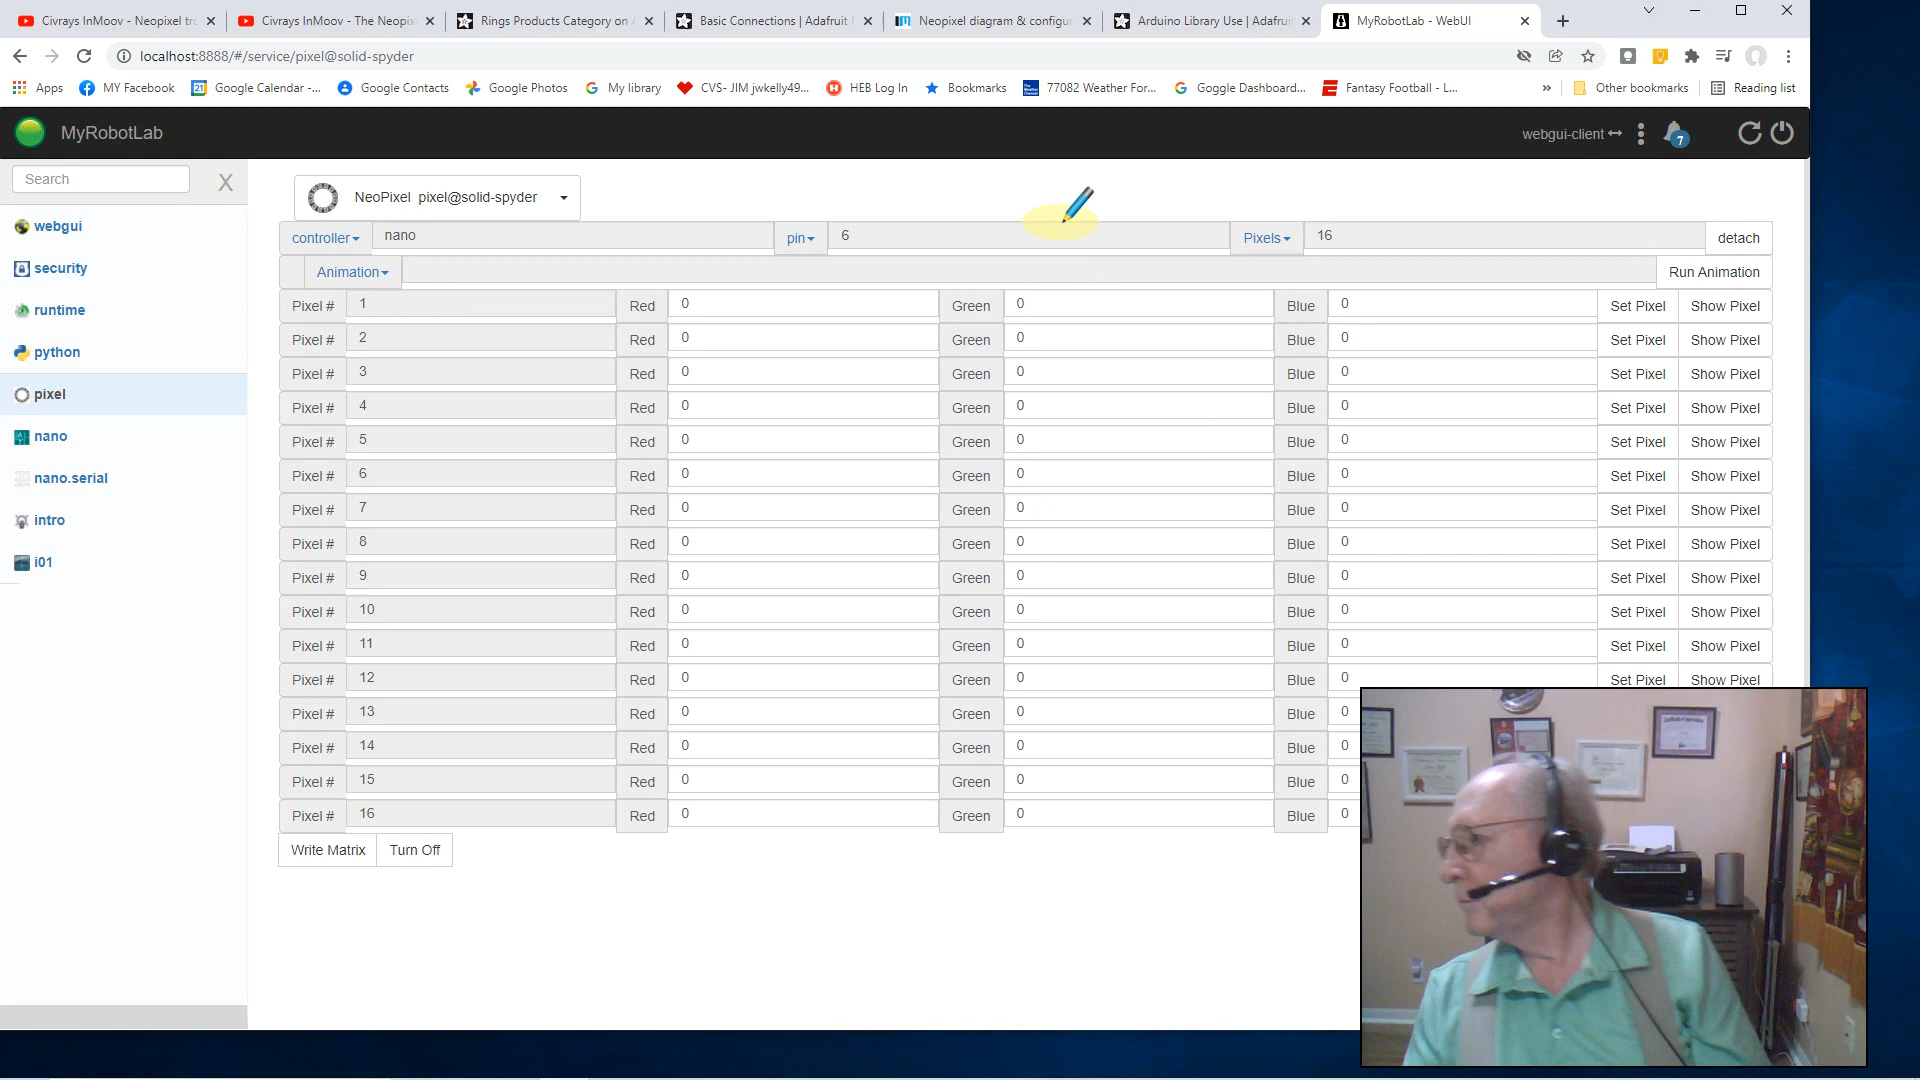 Civrays InMoov - Neopixel tr
Civrays InMoov - The Neopix
Rings Products Category on
Basic Connections | Adafruit
Neopixel diagram & configu
Arduino Library Use | Adafrui
MyRobotLab - WebUI
localhost:8888/#/service/pixel@solid-spyder
Apps
MY Facebook
Google Calendar -...
Google Contacts
Google Photos
My library
CVS- JIM jwkelly49...
HEB Log In
Bookmarks
77082 Weather For...
Goggle Dashboard...
Fantasy Football - L...
»
Other bookmarks
Reading list
MyRobotLab
webgui-client
7
Search
X
webgui
security
runtime
python
pixel
nano
nano.serial
intro
i01
NeoPixel pixel@solid-spyder
controller nano pin 6 Pixels 16 detach
Animation Run Animation
Pixel # 1 Red 0 Green 0 Blue 0 Set Pixel Show Pixel
Pixel # 2 Red 0 Green 0 Blue 0 Set Pixel Show Pixel
Pixel # 3 Red 0 Green 0 Blue 0 Set Pixel Show Pixel
Pixel # 4 Red 0 Green 0 Blue 0 Set Pixel Show Pixel
Pixel # 5 Red 0 Green 0 Blue 0 Set Pixel Show Pixel
Pixel # 6 Red 0 Green 0 Blue 0 Set Pixel Show Pixel
Pixel # 7 Red 0 Green 0 Blue 0 Set Pixel Show Pixel
Pixel # 8 Red 0 Green 0 Blue 0 Set Pixel Show Pixel
Pixel # 9 Red 0 Green 0 Blue 0 Set Pixel Show Pixel
Pixel # 10 Red 0 Green 0 Blue 0 Set Pixel Show Pixel
Pixel # 11 Red 0 Green 0 Blue 0 Set Pixel Show Pixel
Pixel # 12 Red 0 Green 0 Blue 0 Set Pixel Show Pixel
Pixel # 13 Red 0 Green 0 Blue 0
Pixel # 14 Red 0 Green 0 Blue 0
Pixel # 15 Red 0 Green 0 Blue 0
Pixel # 16 Red 0 Green 0 Blue 0
Write Matrix Turn Off